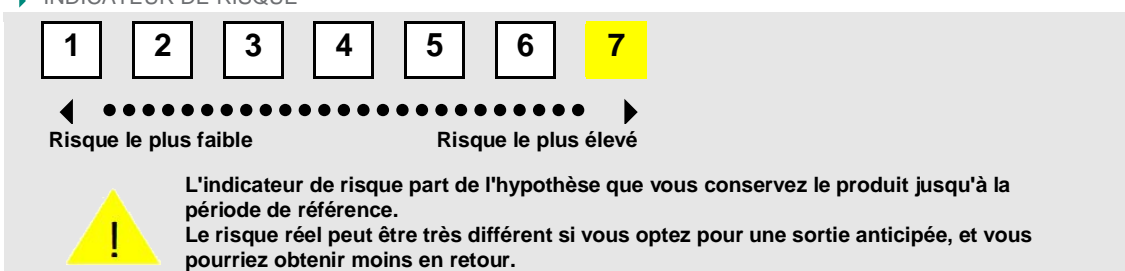 INDICATEUR DE RISQUE
1 2 3 4 5 6 7
Risque le plus faible Risque le plus élevé
L'indicateur de risque part de l'hypothèse que vous conservez le produit jusqu'à la
période de référence.
Le risque réel peut être très différent si vous optez pour une sortie anticipée, et vous
pourriez obtenir moins en retour.
!